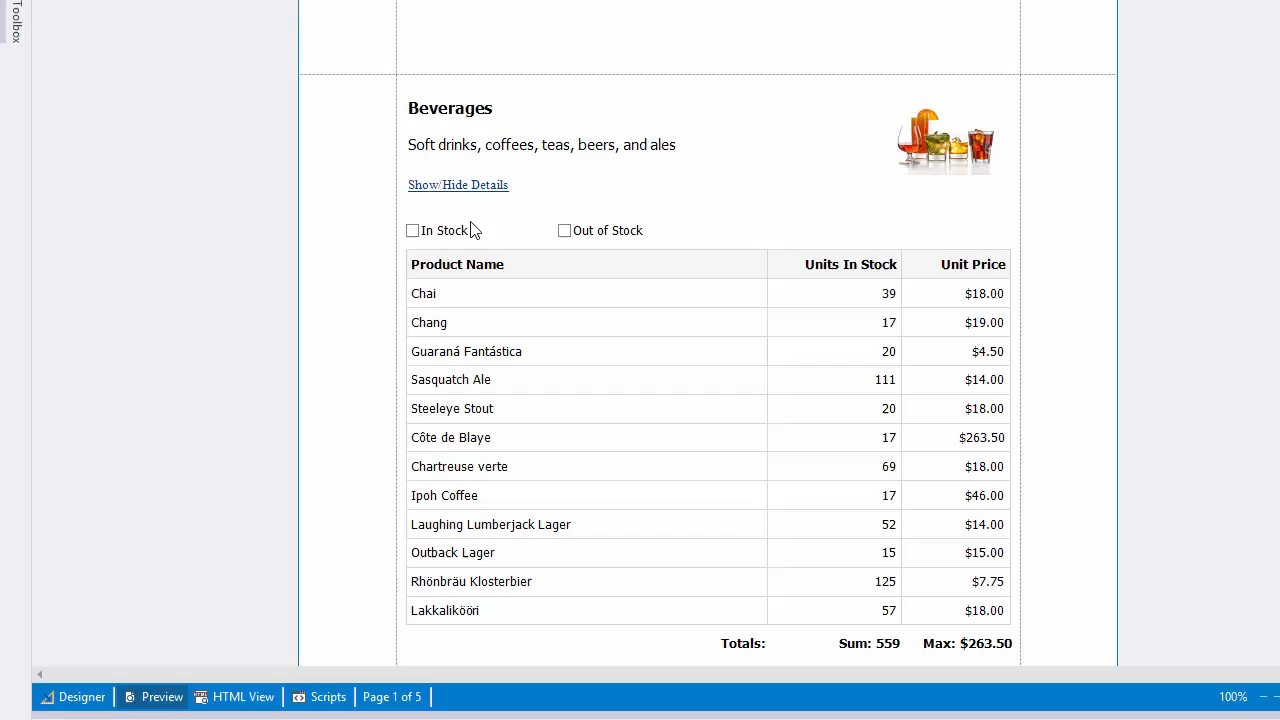 Toolbox
Beverages
Soft drinks, coffees, teas, beers, and ales
Show/Hide Details
In Stock Out of Stock
Product Name Units In Stock Unit Price
Chai 39 $18.00
Chang 17 $19.00
Guaraná Fantástica 20 $4.50
Sasquatch Ale 111 $14.00
Steeleye Stout 20 $18.00
Côte de Blaye 17 $263.50
Chartreuse verte 69 $18.00
Ipoh Coffee 17 $46.00
Laughing Lumberjack Lager 52 $14.00
Outback Lager 15 $15.00
Rhönbräu Klosterbier 125 $7.75
Lakkalikööri 57 $18.00
Totals: Sum: 559 Max: $263.50
Designer Preview HTML View Scripts Page 1 of 5 100%